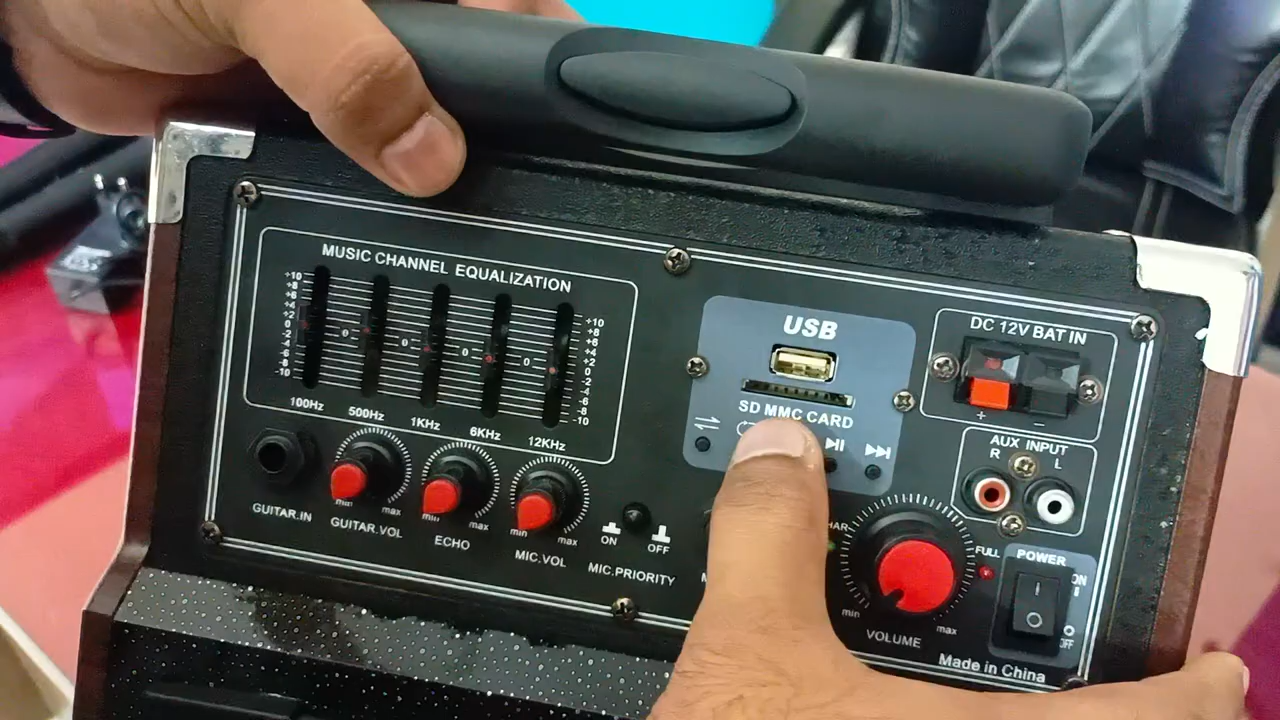 MUSIC CHANNEL EQUALIZATION
+10
+8
+6
+4
+2
0
-2
-4
-6
-8
-10
0
0
0
0
+10
+8
+6
+4
+2
0
-2
-4
-6
-8
-10
100Hz
500Hz
1KHz
6KHz
12KHz
GUITAR.IN
min
GUITAR.VOL
min
max
ECHO
min
max
MIC.VOL
ON
OFF
MIC.PRIORITY
USB
SD MMC CARD
DC 12V BAT IN
+
−
AUX INPUT
R
L
min
max
VOLUME
FULL
POWER
ON
OFF
Made in China